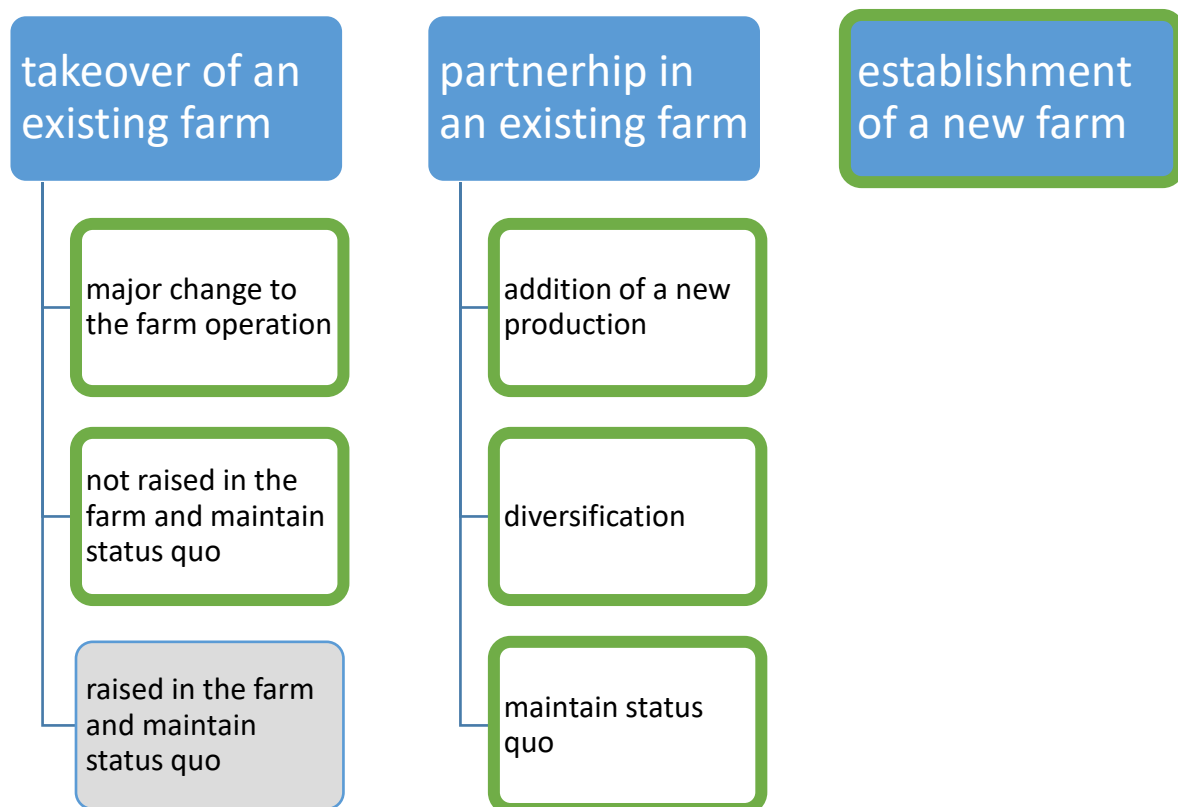 takeover of an
existing farm
major change to
the farm operation
not raised in the
farm and maintain
status quo
raised in the farm
and maintain
status quo
partnerhip in
an existing farm
addition of a new
production
diversification
maintain status
quo
establishment
of a new farm